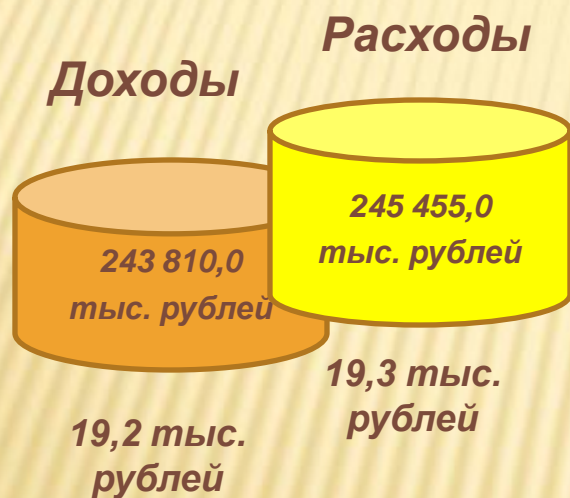 Доходы
243 810,0
тыс. рублей
19,2 тыс.
рублей
Расходы
245 455,0
тыс. рублей
19,3 тыс.
рублей